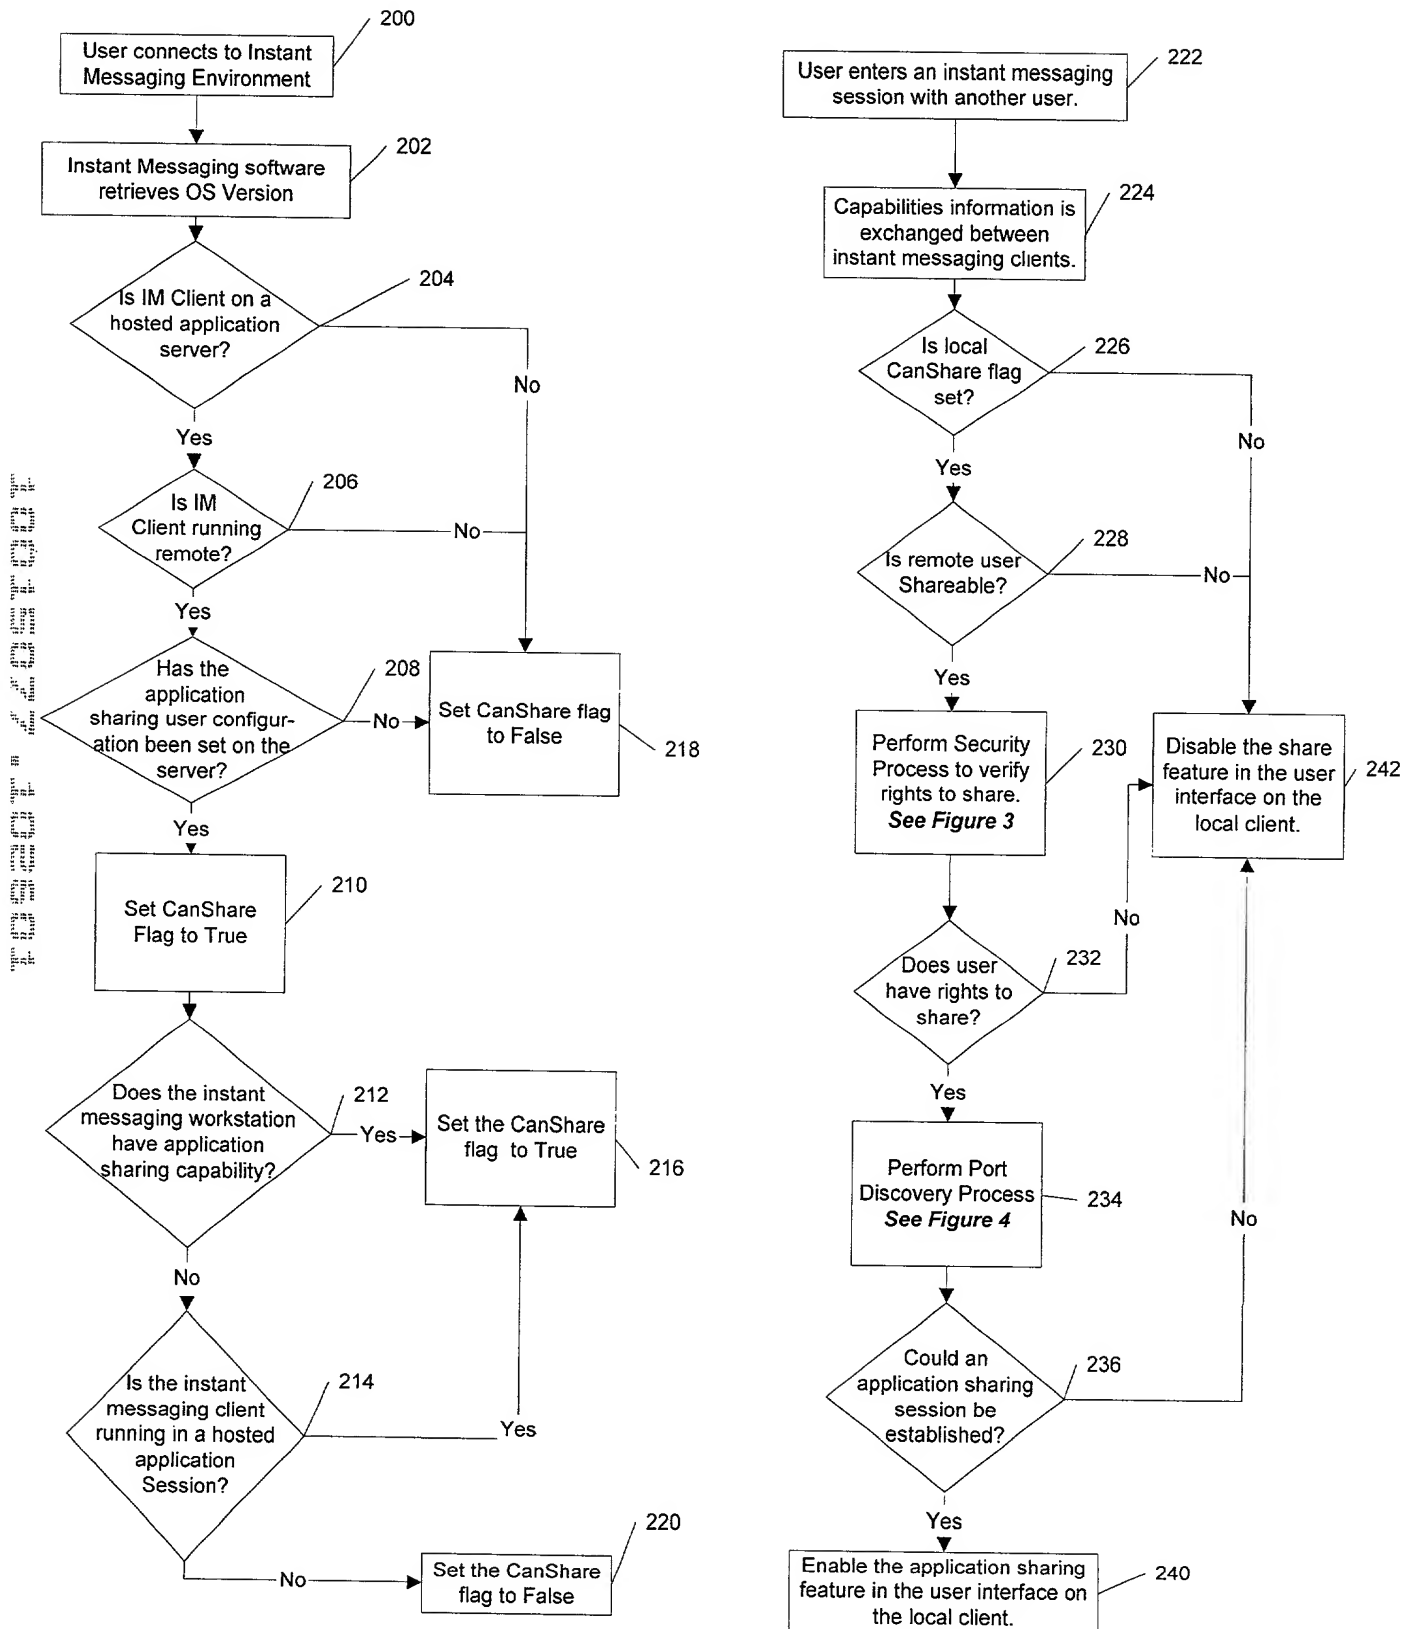 200
User connects to Instant
Messaging Environment
202
Instant Messaging software
retrieves OS Version
204
Is IM Client on a
hosted application
server?
No
Yes
206
Is IM
Client running
remote?
No
Yes
208
Has the
application
sharing user configur-
ation been set on the
server?
No
Set CanShare flag
to False
218
Yes
210
Set CanShare
Flag to True
212
Does the instant
messaging workstation
have application
sharing capability?
Yes
Set the CanShare
flag to True
216
No
214
Is the instant
messaging client
running in a hosted
application
Session?
Yes
No
220
Set the CanShare
flag to False
222
User enters an instant messaging
session with another user.
224
Capabilities information is
exchanged between
instant messaging clients.
226
Is local
CanShare flag
set?
No
Yes
228
Is remote user
Shareable?
No
Yes
230
Perform Security
Process to verify
rights to share.
See Figure 3
Disable the share
feature in the user
interface on the
local client.
242
No
232
Does user
have rights to
share?
Yes
Perform Port
Discovery Process
See Figure 4
234
No
236
Could an
application sharing
session be
established?
Yes
Enable the application sharing
feature in the user interface on
the local client.
240